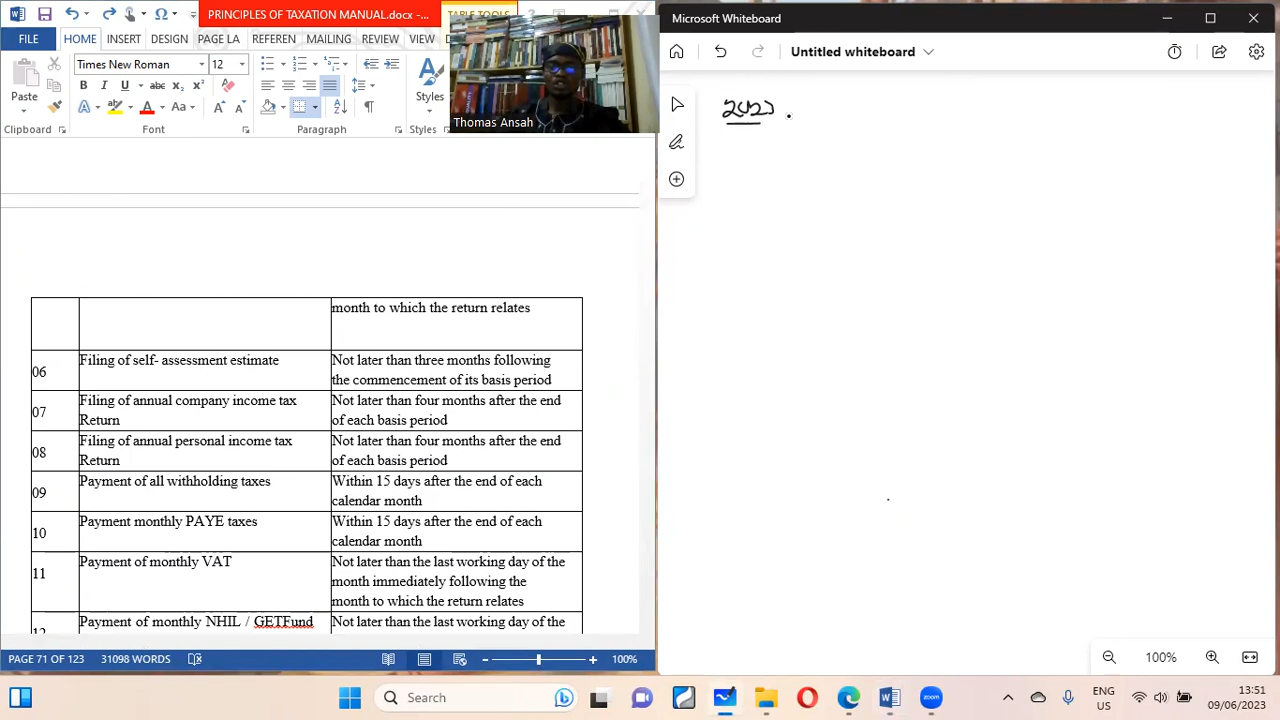 PRINCIPLES OF TAXATION MANUAL.docx -...
TABLE TOOLS
FILE HOME INSERT DESIGN PAGE LA REFEREN MAILING REVIEW VIEW
Times New Roman 12
Paste
Styles
Clipboard Font Paragraph Styles
Thomas Ansah
month to which the return relates
06 Filing of self- assessment estimate Not later than three months following
the commencement of its basis period
07 Filing of annual company income tax Not later than four months after the end
Return of each basis period
08 Filing of annual personal income tax Not later than four months after the end
Return of each basis period
09 Payment of all withholding taxes Within 15 days after the end of each
calendar month
10 Payment monthly PAYE taxes Within 15 days after the end of each
calendar month
11 Payment of monthly VAT Not later than the last working day of the
month immediately following the
month to which the return relates
12 Payment of monthly NHIL / GETFund Not later than the last working day of the
PAGE 71 OF 123 31098 WORDS 100%
Microsoft Whiteboard
Untitled whiteboard
100%
Search
zoom
ENG
US
13:51
09/06/2023